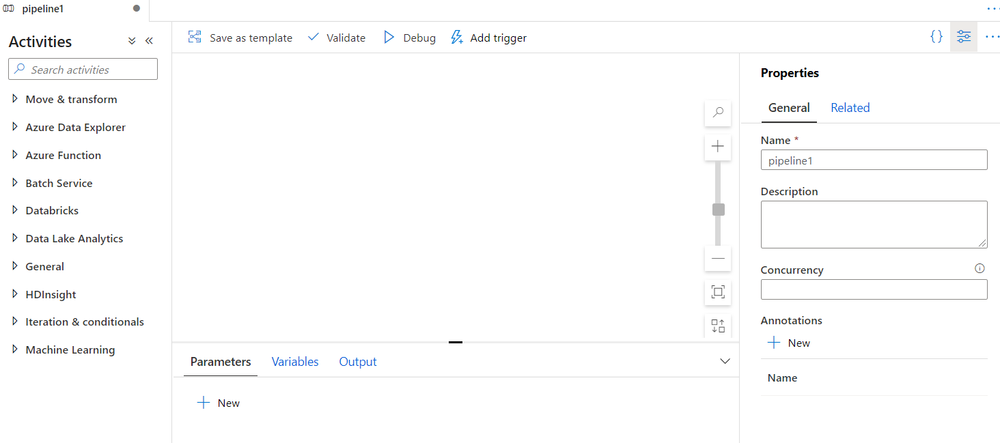 pipeline1
Activities
Search activities
Move & transform
Azure Data Explorer
Azure Function
Batch Service
Databricks
Data Lake Analytics
General
HDInsight
Iteration & conditionals
Machine Learning
Save as template
Validate
Debug
Add trigger
Parameters
Variables
Output
New
Properties
General
Related
Name *
pipeline1
Description
Concurrency
Annotations
New
Name